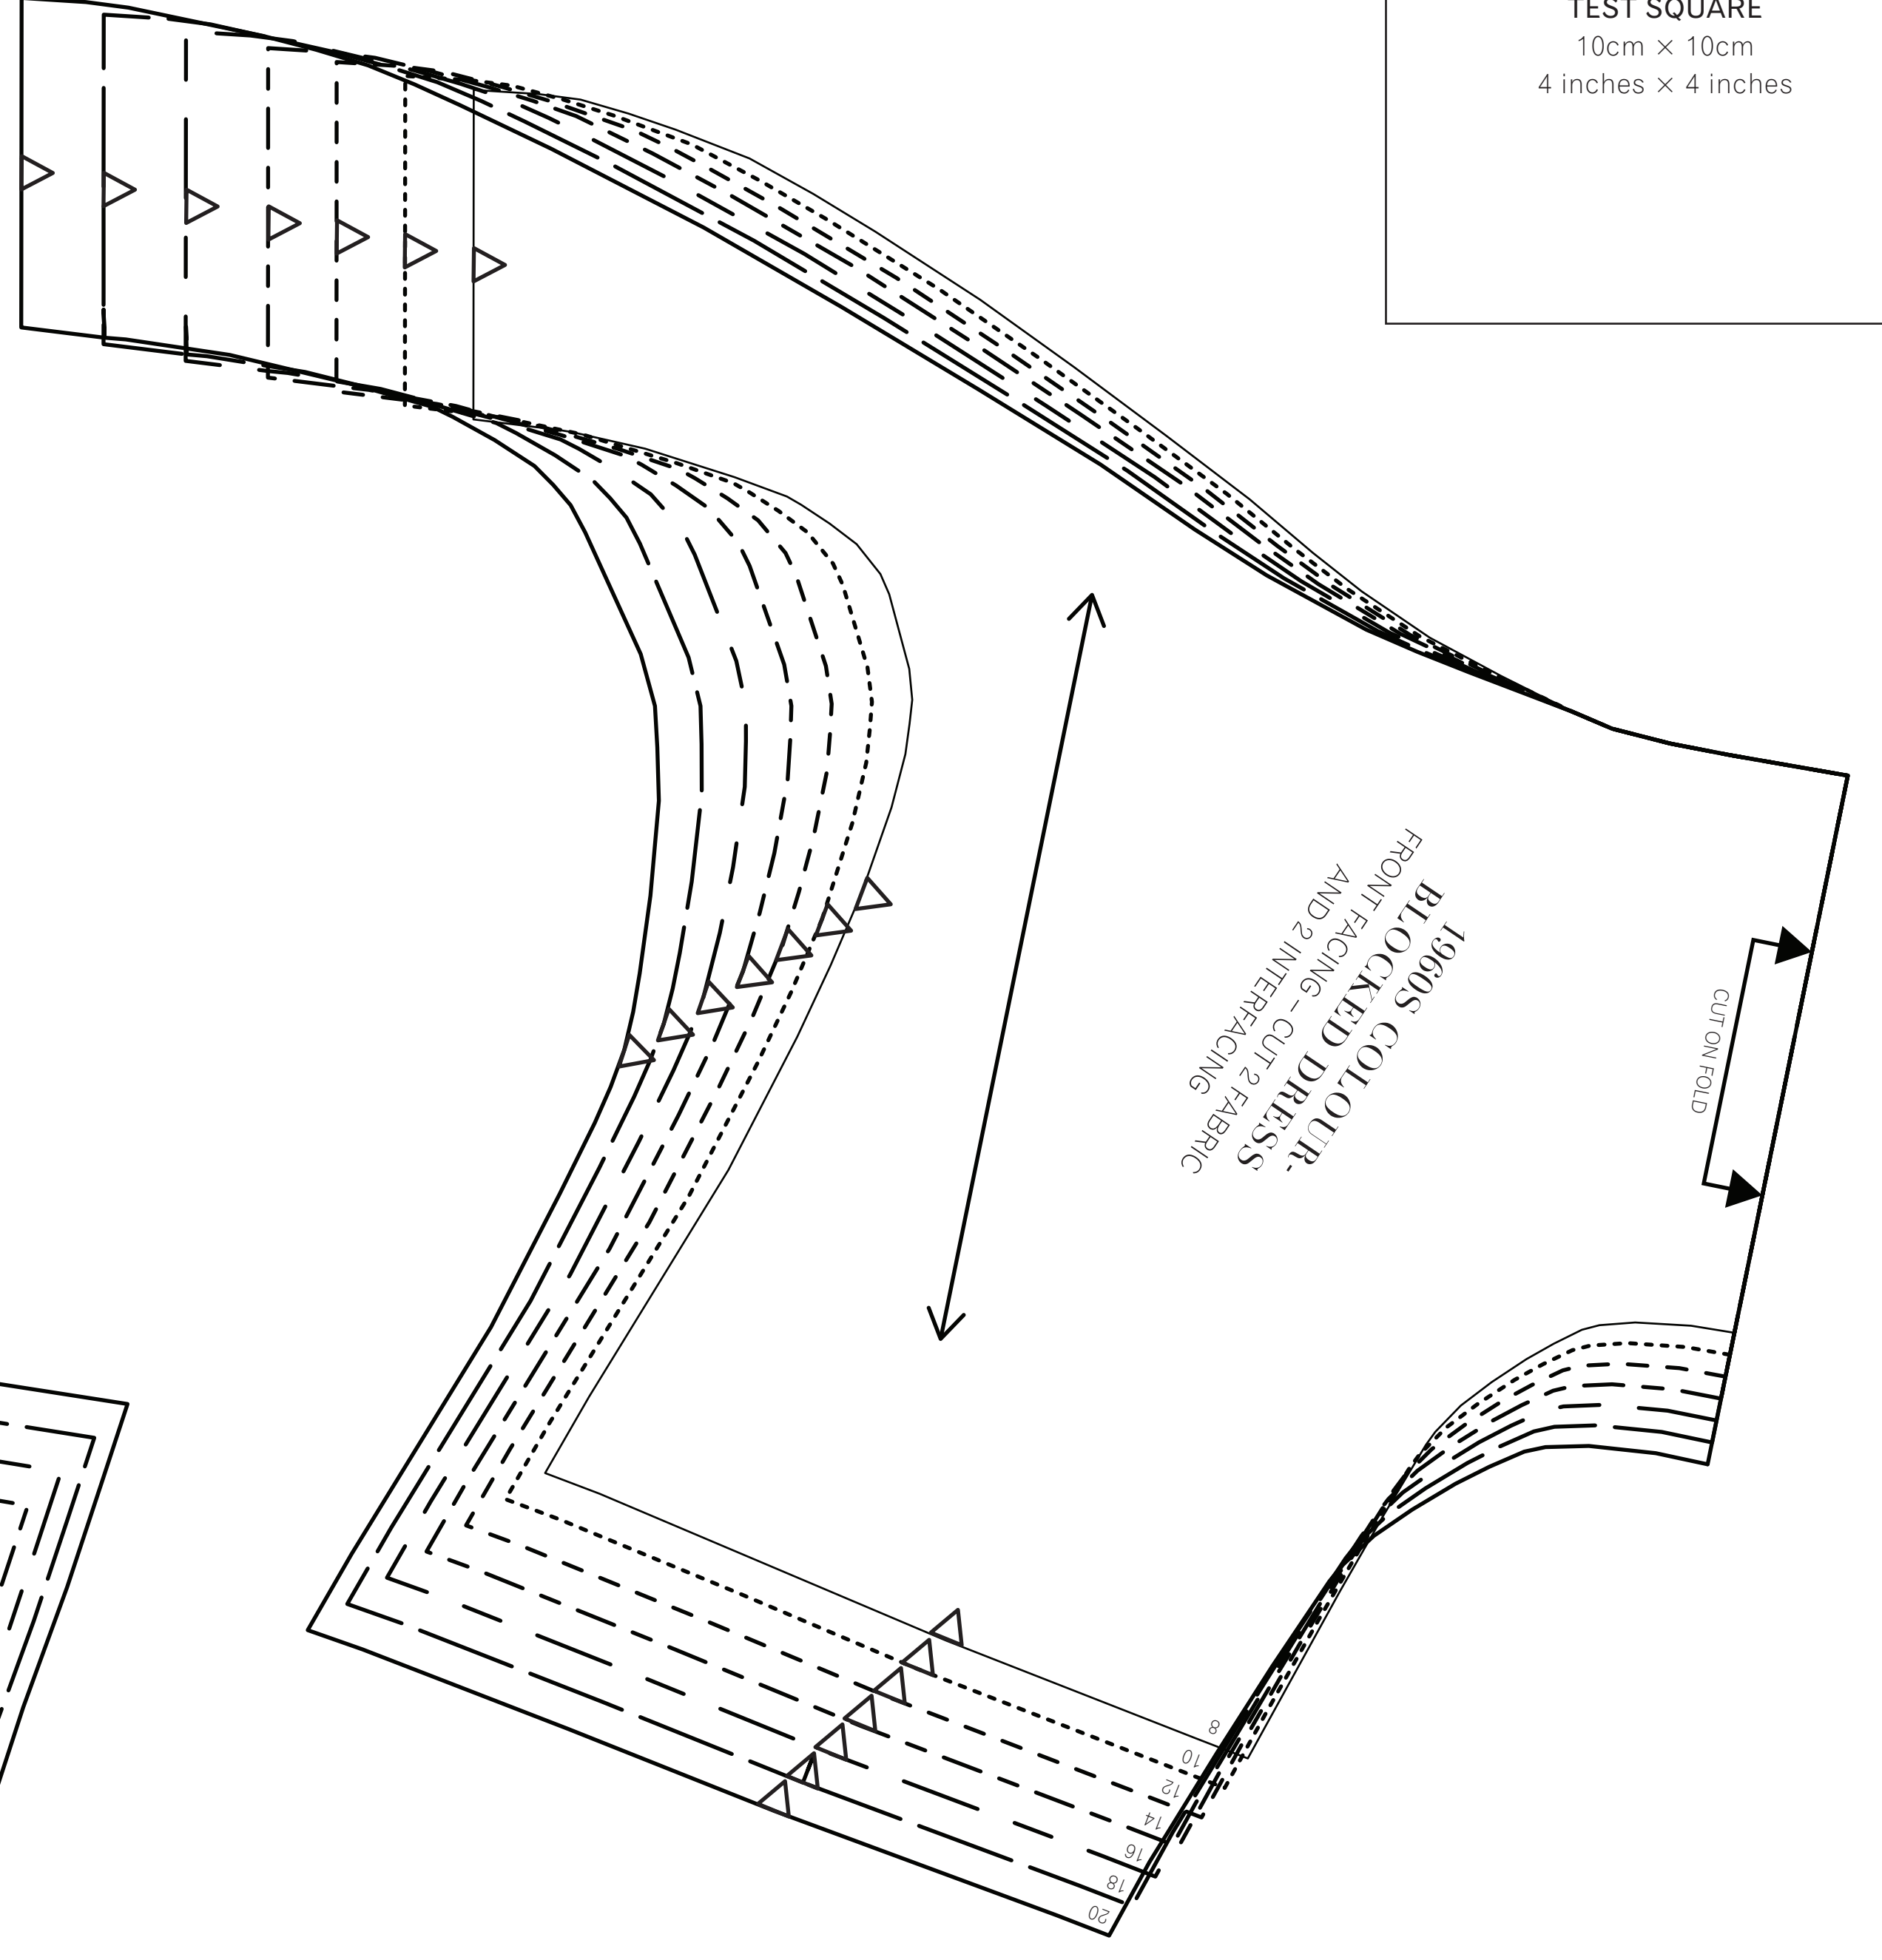 TEST SQUARE
10cm × 10cm
4 inches × 4 inches
1960S COLOUR-
BLOCKED DRESS
FRONT FACING – CUT 2 FABRIC
AND 2 INTERFACING
CUT ON FOLD
8
10
12
14
16
18
20